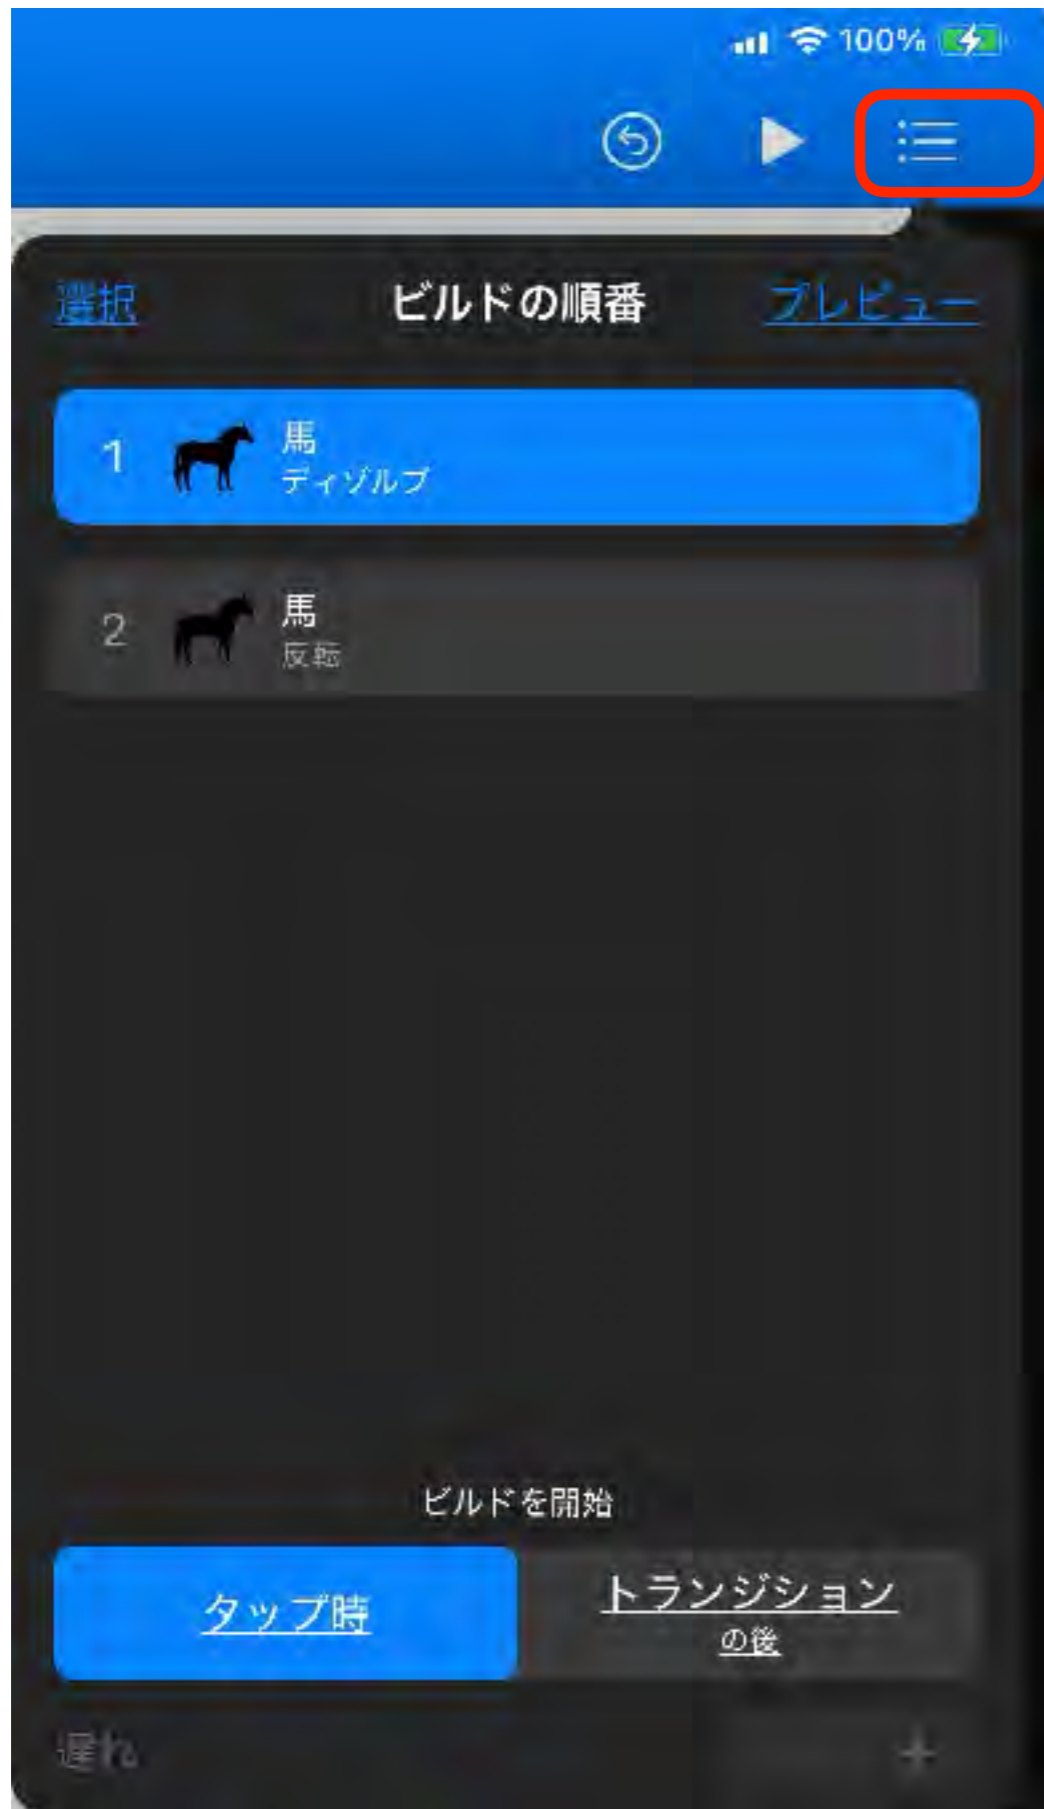 100%
選択 ビルドの順番 プレビュー
1 馬
ディゾルブ
2 馬
反転
ビルドを開始
タップ時
トランジション
の後
遅れ +